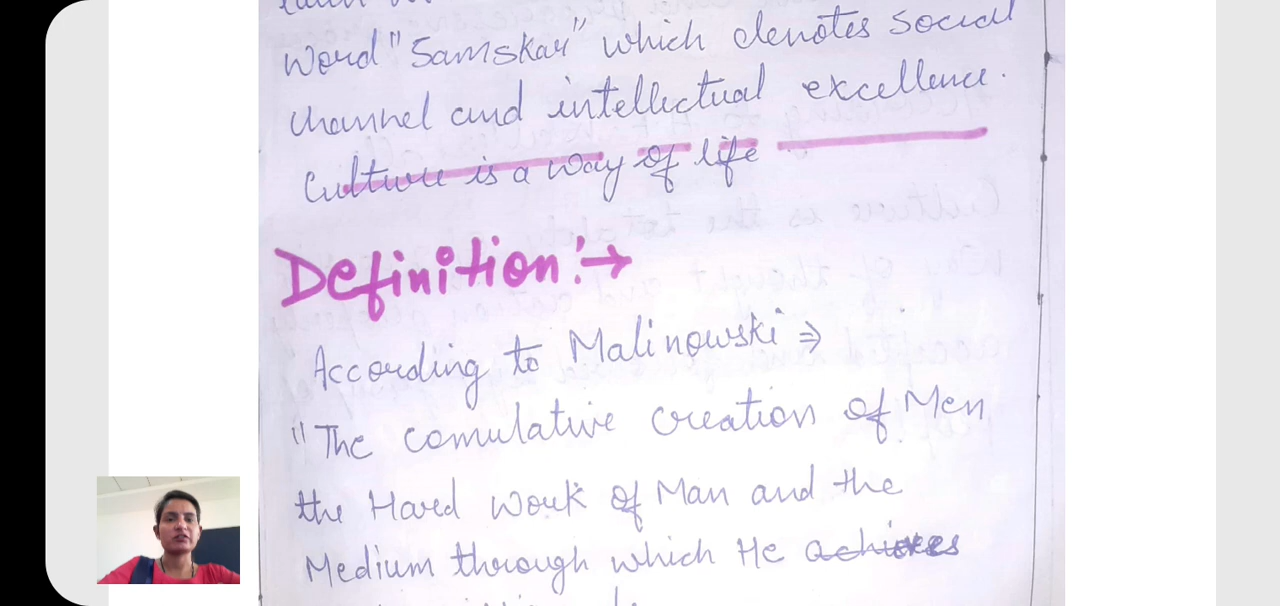 word "Samskar" which denotes social
channel and intellectual excellence.
Culture is a way of life
Definition:→
According to Malinowski ⇒
"The comulative creation of Men
the Hard work of Man and the
Medium through which He achieves